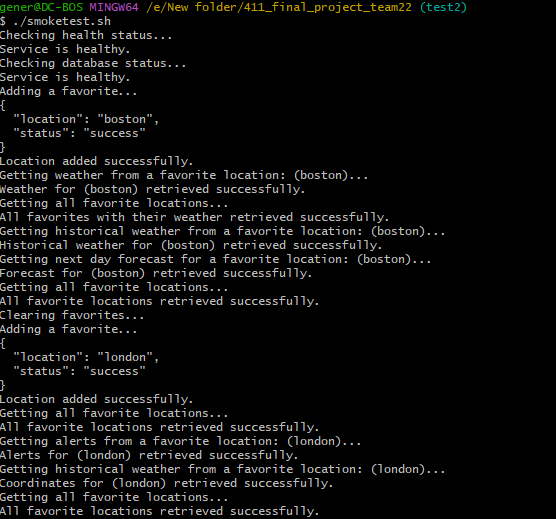 gener@DC-BOS MINGW64 /e/New folder/411_final_project_team22 (test2)
$ ./smoketest.sh
Checking health status...
Service is healthy.
Checking database status...
Service is healthy.
Adding a favorite...
{
  "location": "boston",
  "status": "success"
}
Location added successfully.
Getting weather from a favorite location: (boston)...
Weather for (boston) retrieved successfully.
Getting all favorite locations...
All favorites with their weather retrieved successfully.
Getting historical weather from a favorite location: (boston)...
Historical weather for (boston) retrieved successfully.
Getting next day forecast for a favorite location: (boston)...
Forecast for (boston) retrieved successfully.
Getting all favorite locations...
All favorite locations retrieved successfully.
Clearing favorites...
Adding a favorite...
{
  "location": "london",
  "status": "success"
}
Location added successfully.
Getting all favorite locations...
All favorite locations retrieved successfully.
Getting alerts from a favorite location: (london)...
Alerts for (london) retrieved successfully.
Getting historical weather from a favorite location: (london)...
Coordinates for (london) retrieved successfully.
Getting all favorite locations...
All favorite locations retrieved successfully.